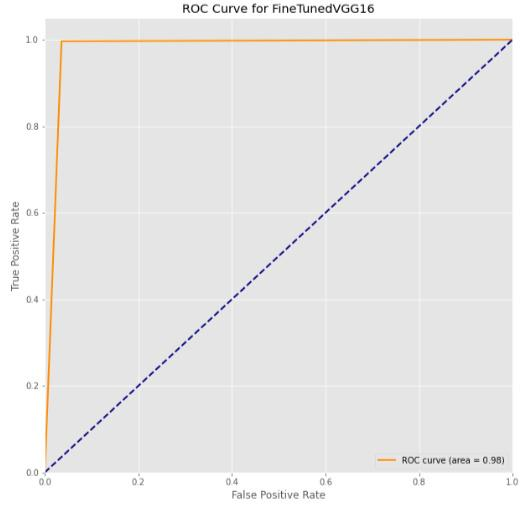 ROC Curve for FineTunedVGG16
1.0
0.8
0.6
0.4
0.2
0.0
True Positive Rate
0.0 0.2 0.4 0.6 0.8 1.0
False Positive Rate
ROC curve (area = 0.98)